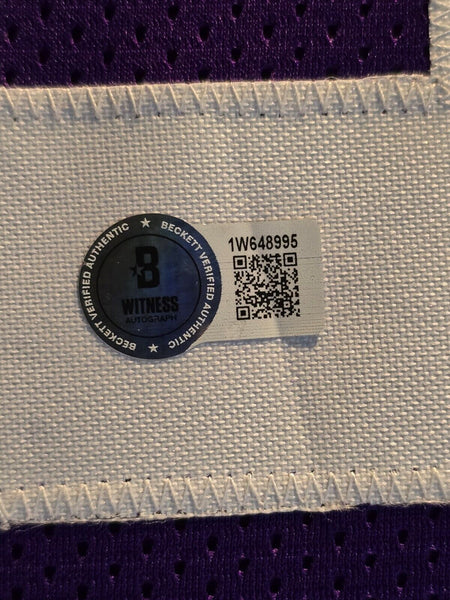 BECKETT VERIFIED AUTHENTIC ★ BECKETT VERIFIED AUTHENTIC ★
B
WITNESS
AUTOGRAPH
1W648995